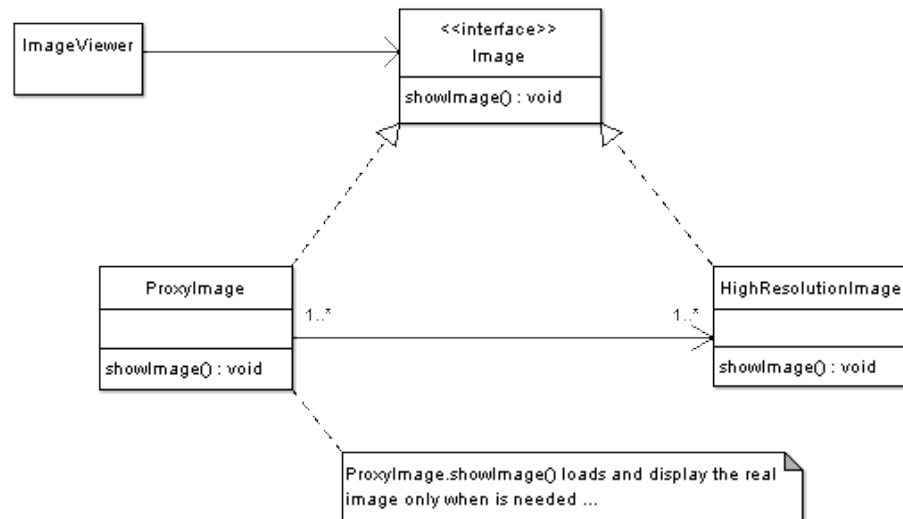 ImageViewer
<<interface>>
Image
showImage() : void
ProxyImage
showImage() : void
1..*
1..*
HighResolutionImage
showImage() : void
ProxyImage.showImage() loads and display the real
image only when is needed ...